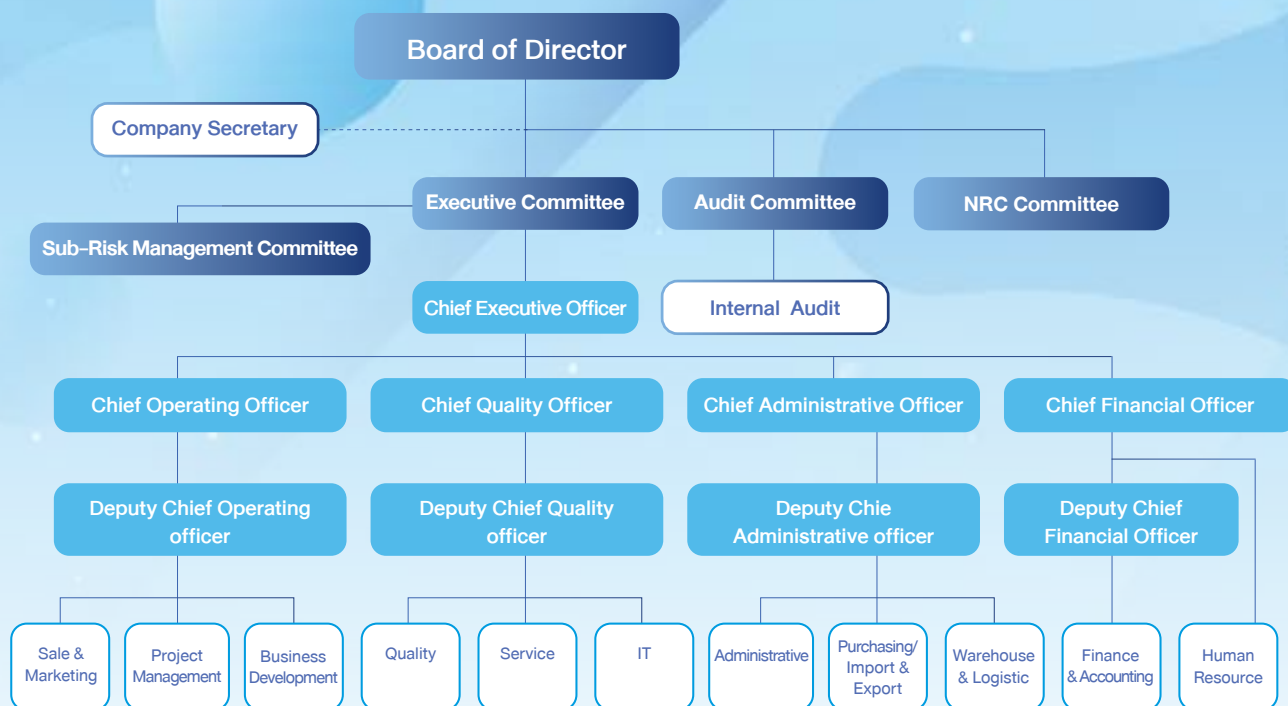 Board of Director
Company Secretary
Executive Committee
Audit Committee
NRC Committee
Sub-Risk Management Committee
Chief Executive Officer
Internal Audit
Chief Operating Officer
Chief Quality Officer
Chief Administrative Officer
Chief Financial Officer
Deputy Chief Operating
officer
Deputy Chief Quality
officer
Deputy Chie
Administrative officer
Deputy Chief
Financial Officer
Sale &
Marketing
Project
Management
Business
Development
Quality
Service
IT
Administrative
Purchasing/
Import &
Export
Warehouse
& Logistic
Finance
& Accounting
Human
Resource